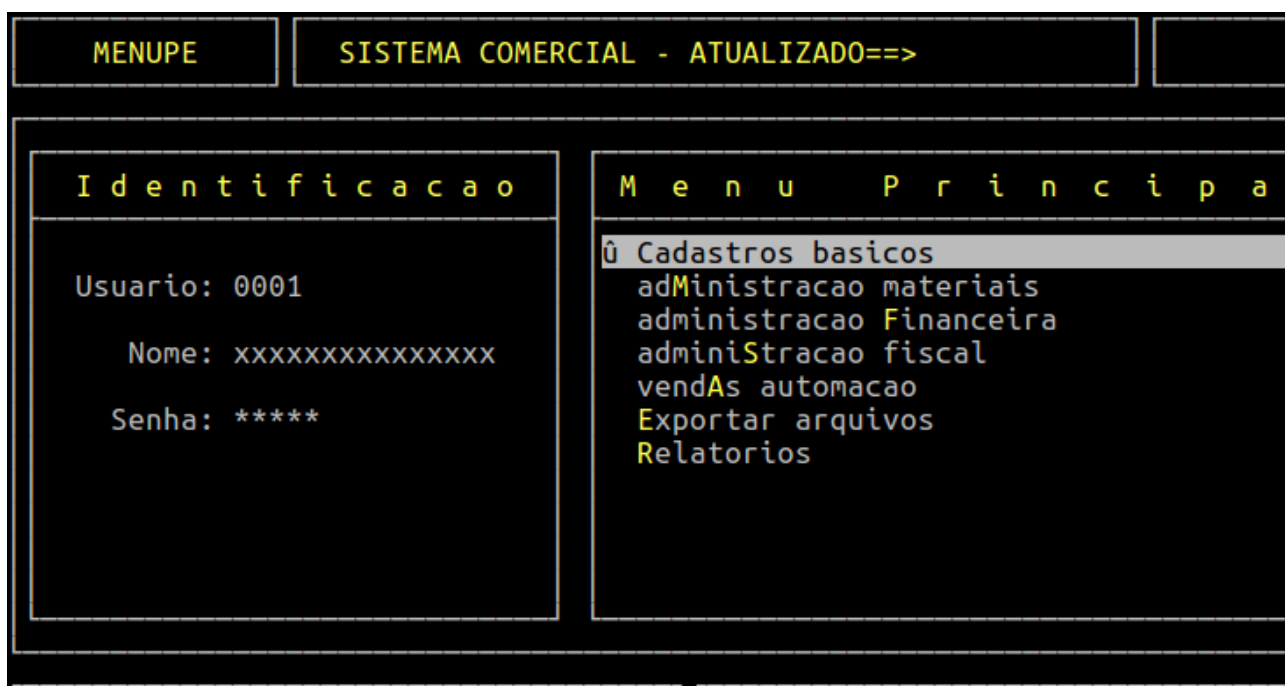 MENUPE
SISTEMA COMERCIAL - ATUALIZADO==>
I d e n t i f i c a c a o
Usuario: 0001
Nome: xxxxxxxxxxxxxxx
Senha: *****
M e n u   P r i n c i p a
û Cadastros basicos
adMinistracao materiais
administracao Financeira
adminiStracao fiscal
vendAs automacao
Exportar arquivos
Relatorios